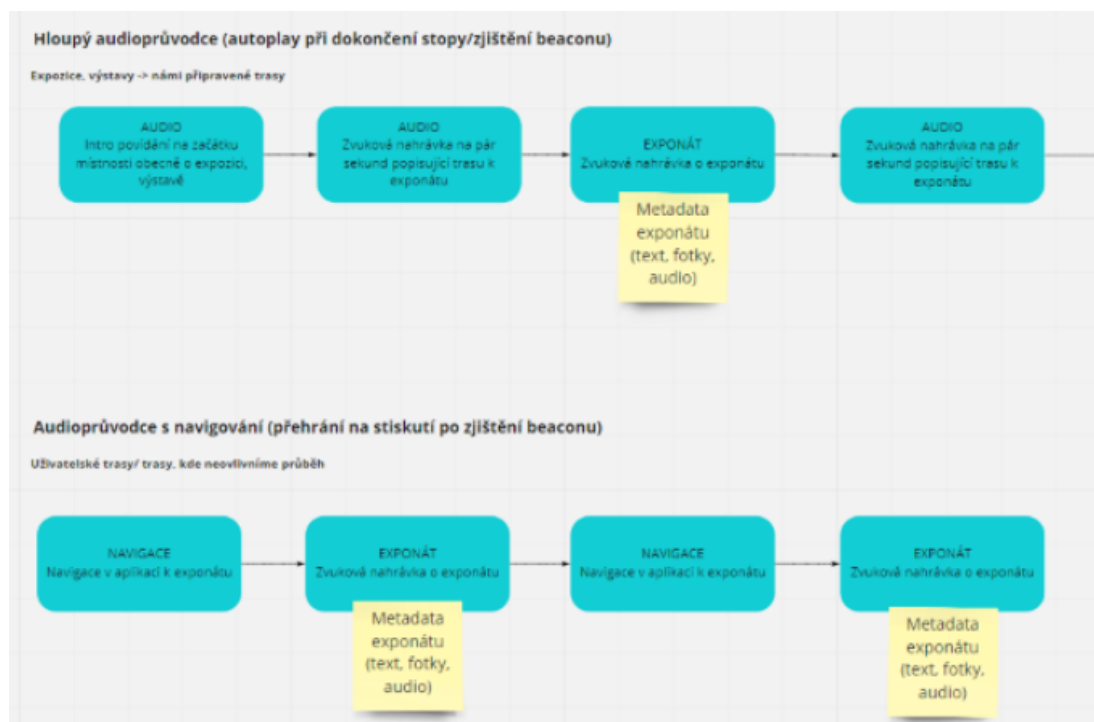 Hloupý audioprůvodce (autoplay při dokončení stopy/zjištění beaconu)
Expozice, výstavy -> námi připravené trasy
AUDIO
Intro povídání na začátku
místnosti obecně o expozici,
výstavě
AUDIO
Zvuková nahrávka na pár
sekund popisující trasu k
exponátu
EXPONÁT
Zvuková nahrávka o exponátu
Metadata
exponátu
(text, fotky,
audio)
AUDIO
Zvuková nahrávka na pár
sekund popisující trasu k
exponátu
Audioprůvodce s navigování (přehrání na stisknutí po zjištění beaconu)
Uživatelské trasy/ trasy, kde neovlivníme průběh
NAVIGACE
Navigace v aplikaci k exponátu
EXPONÁT
Zvuková nahrávka o exponátu
Metadata
exponátu
(text, fotky,
audio)
NAVIGACE
Navigace v aplikaci k exponátu
EXPONÁT
Zvuková nahrávka o exponátu
Metadata
exponátu
(text, fotky,
audio)